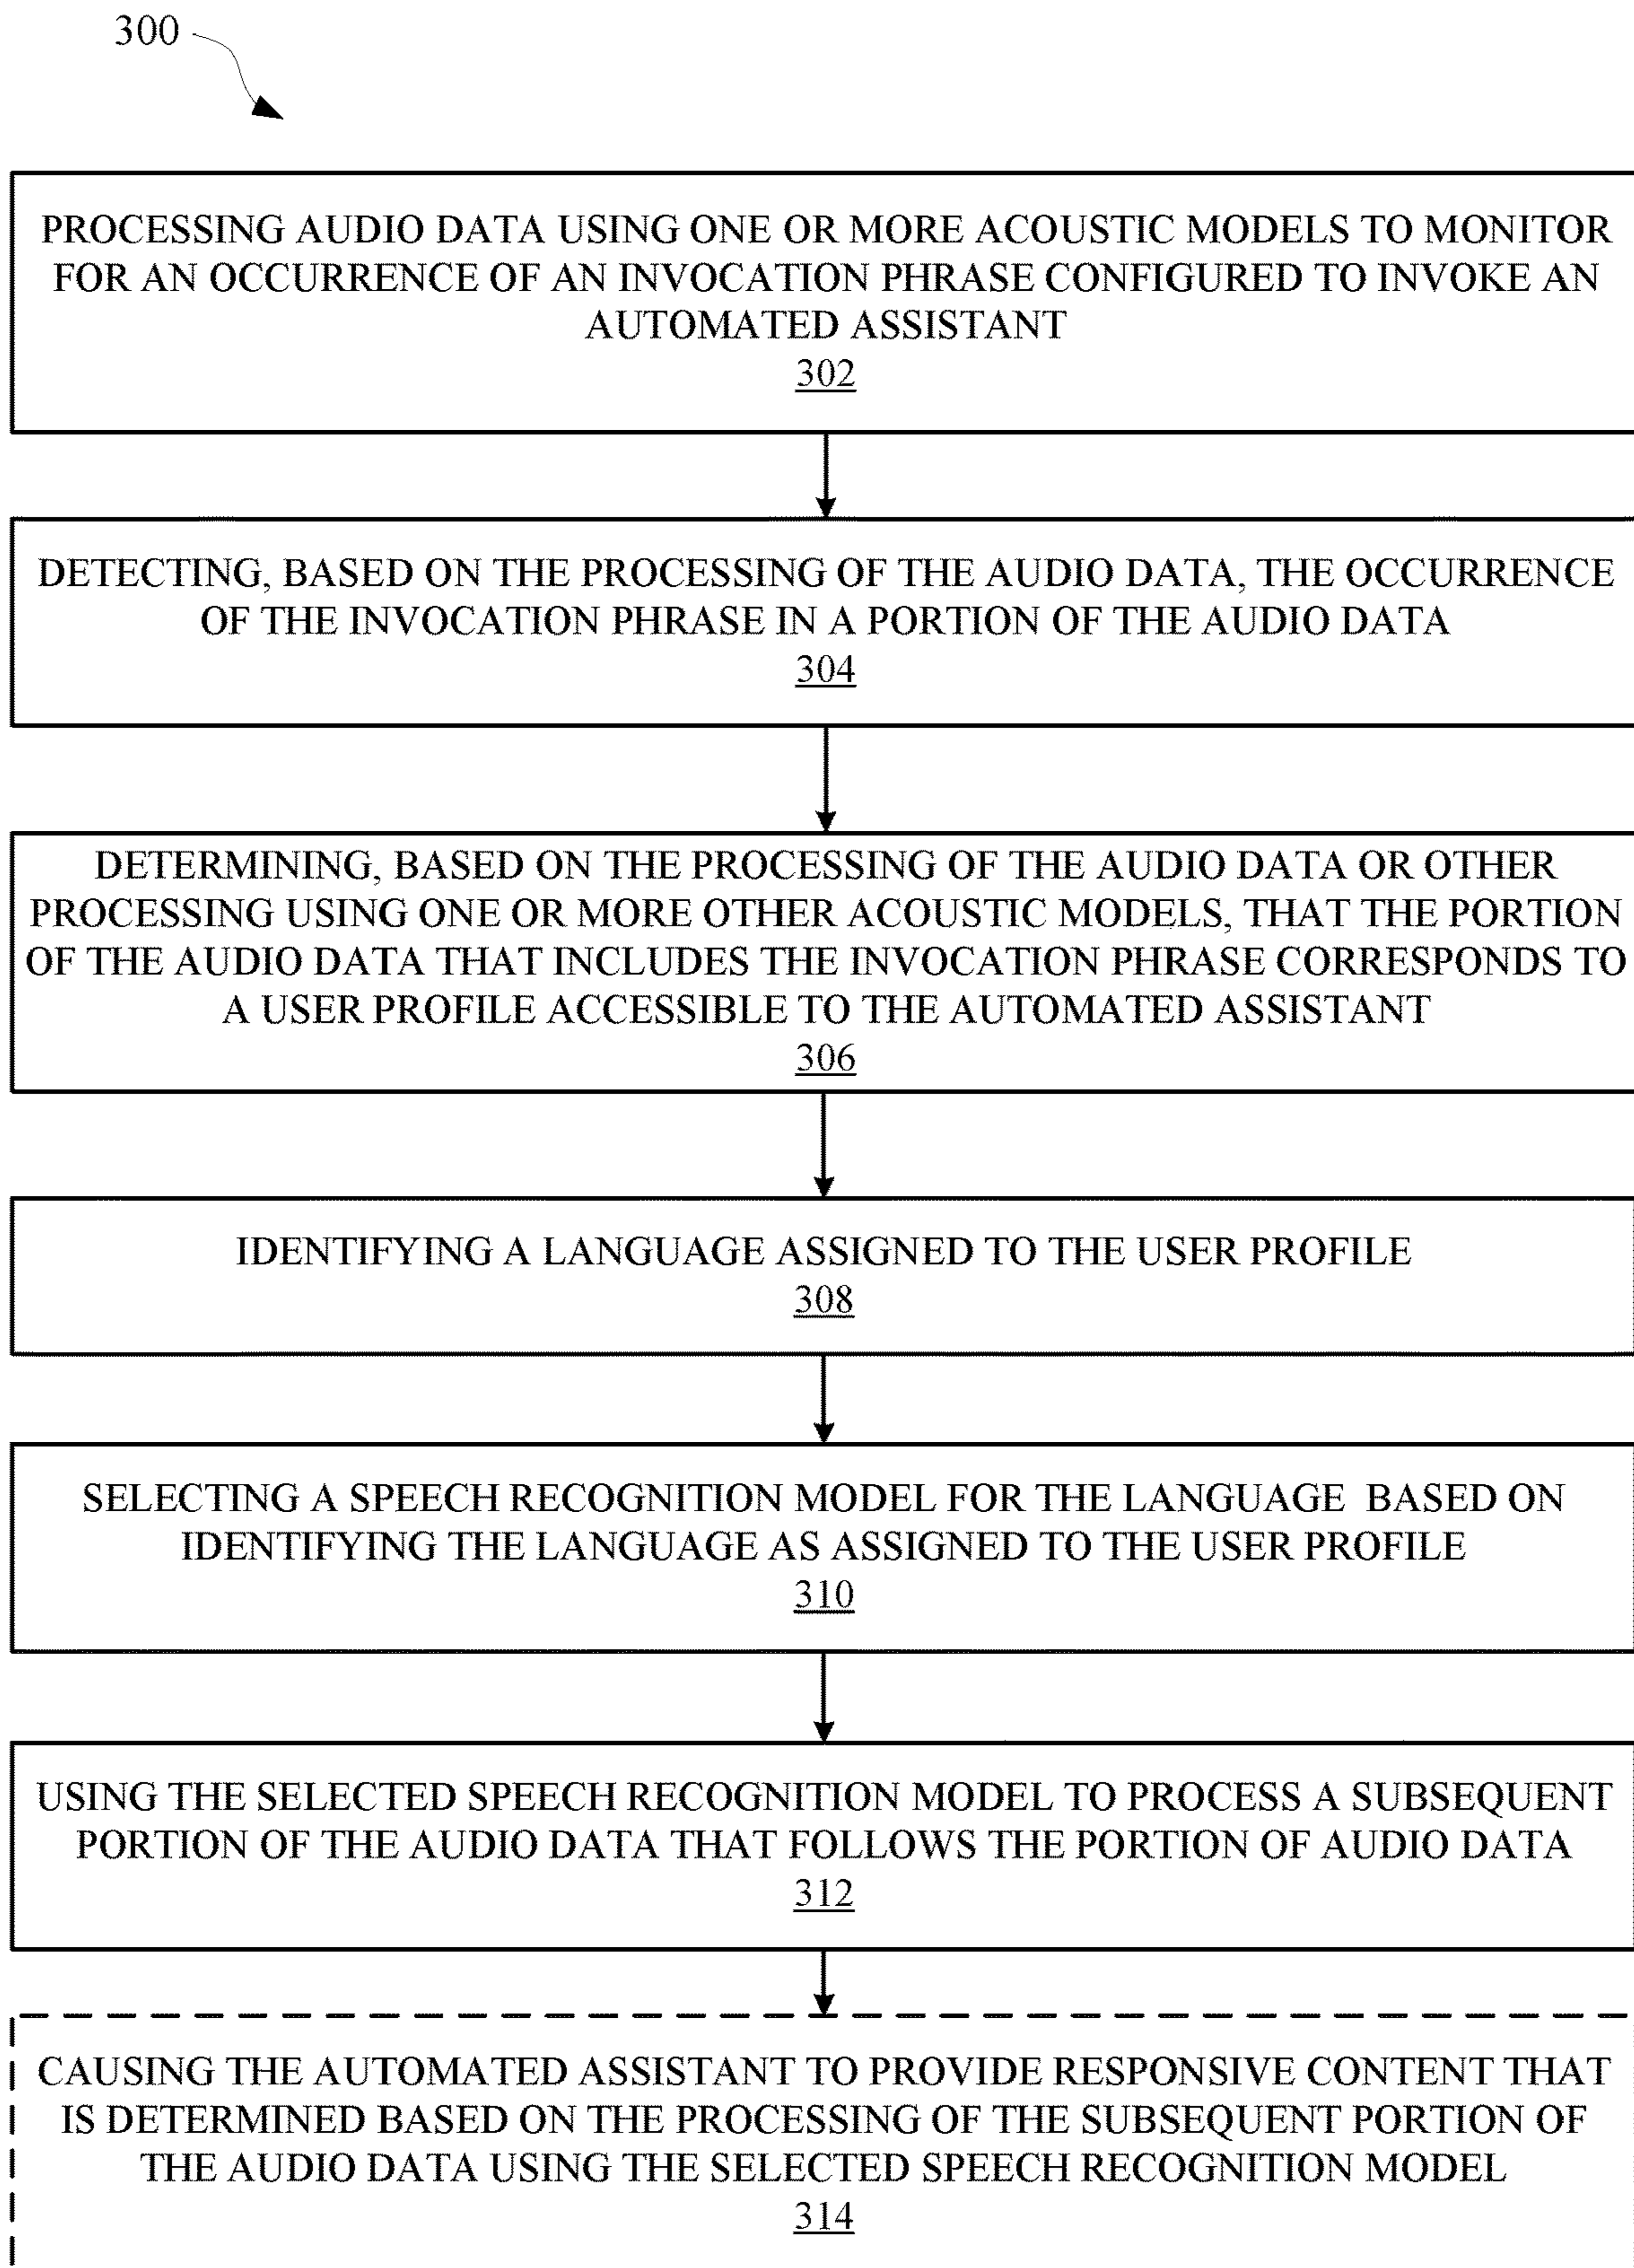 300
PROCESSING AUDIO DATA USING ONE OR MORE ACOUSTIC MODELS TO MONITOR
FOR AN OCCURRENCE OF AN INVOCATION PHRASE CONFIGURED TO INVOKE AN
AUTOMATED ASSISTANT
302
DETECTING, BASED ON THE PROCESSING OF THE AUDIO DATA, THE OCCURRENCE
OF THE INVOCATION PHRASE IN A PORTION OF THE AUDIO DATA
304
DETERMINING, BASED ON THE PROCESSING OF THE AUDIO DATA OR OTHER
PROCESSING USING ONE OR MORE OTHER ACOUSTIC MODELS, THAT THE PORTION
OF THE AUDIO DATA THAT INCLUDES THE INVOCATION PHRASE CORRESPONDS TO
A USER PROFILE ACCESSIBLE TO THE AUTOMATED ASSISTANT
306
IDENTIFYING A LANGUAGE ASSIGNED TO THE USER PROFILE
308
SELECTING A SPEECH RECOGNITION MODEL FOR THE LANGUAGE BASED ON
IDENTIFYING THE LANGUAGE AS ASSIGNED TO THE USER PROFILE
310
USING THE SELECTED SPEECH RECOGNITION MODEL TO PROCESS A SUBSEQUENT
PORTION OF THE AUDIO DATA THAT FOLLOWS THE PORTION OF AUDIO DATA
312
CAUSING THE AUTOMATED ASSISTANT TO PROVIDE RESPONSIVE CONTENT THAT
IS DETERMINED BASED ON THE PROCESSING OF THE SUBSEQUENT PORTION OF
THE AUDIO DATA USING THE SELECTED SPEECH RECOGNITION MODEL
314